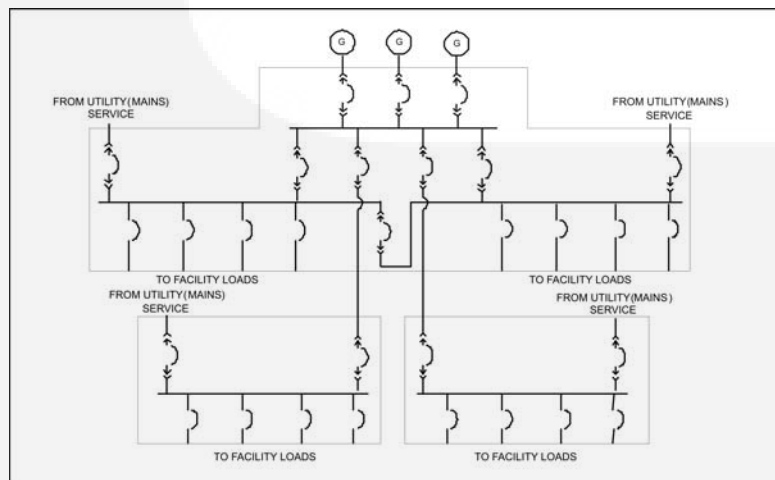 G G G
FROM UTILITY(MAINS)
SERVICE
FROM UTILITY(MAINS)
SERVICE
TO FACILITY LOADS
TO FACILITY LOADS
FROM UTILITY(MAINS)
SERVICE
FROM UTILITY(MAINS)
SERVICE
TO FACILITY LOADS
TO FACILITY LOADS